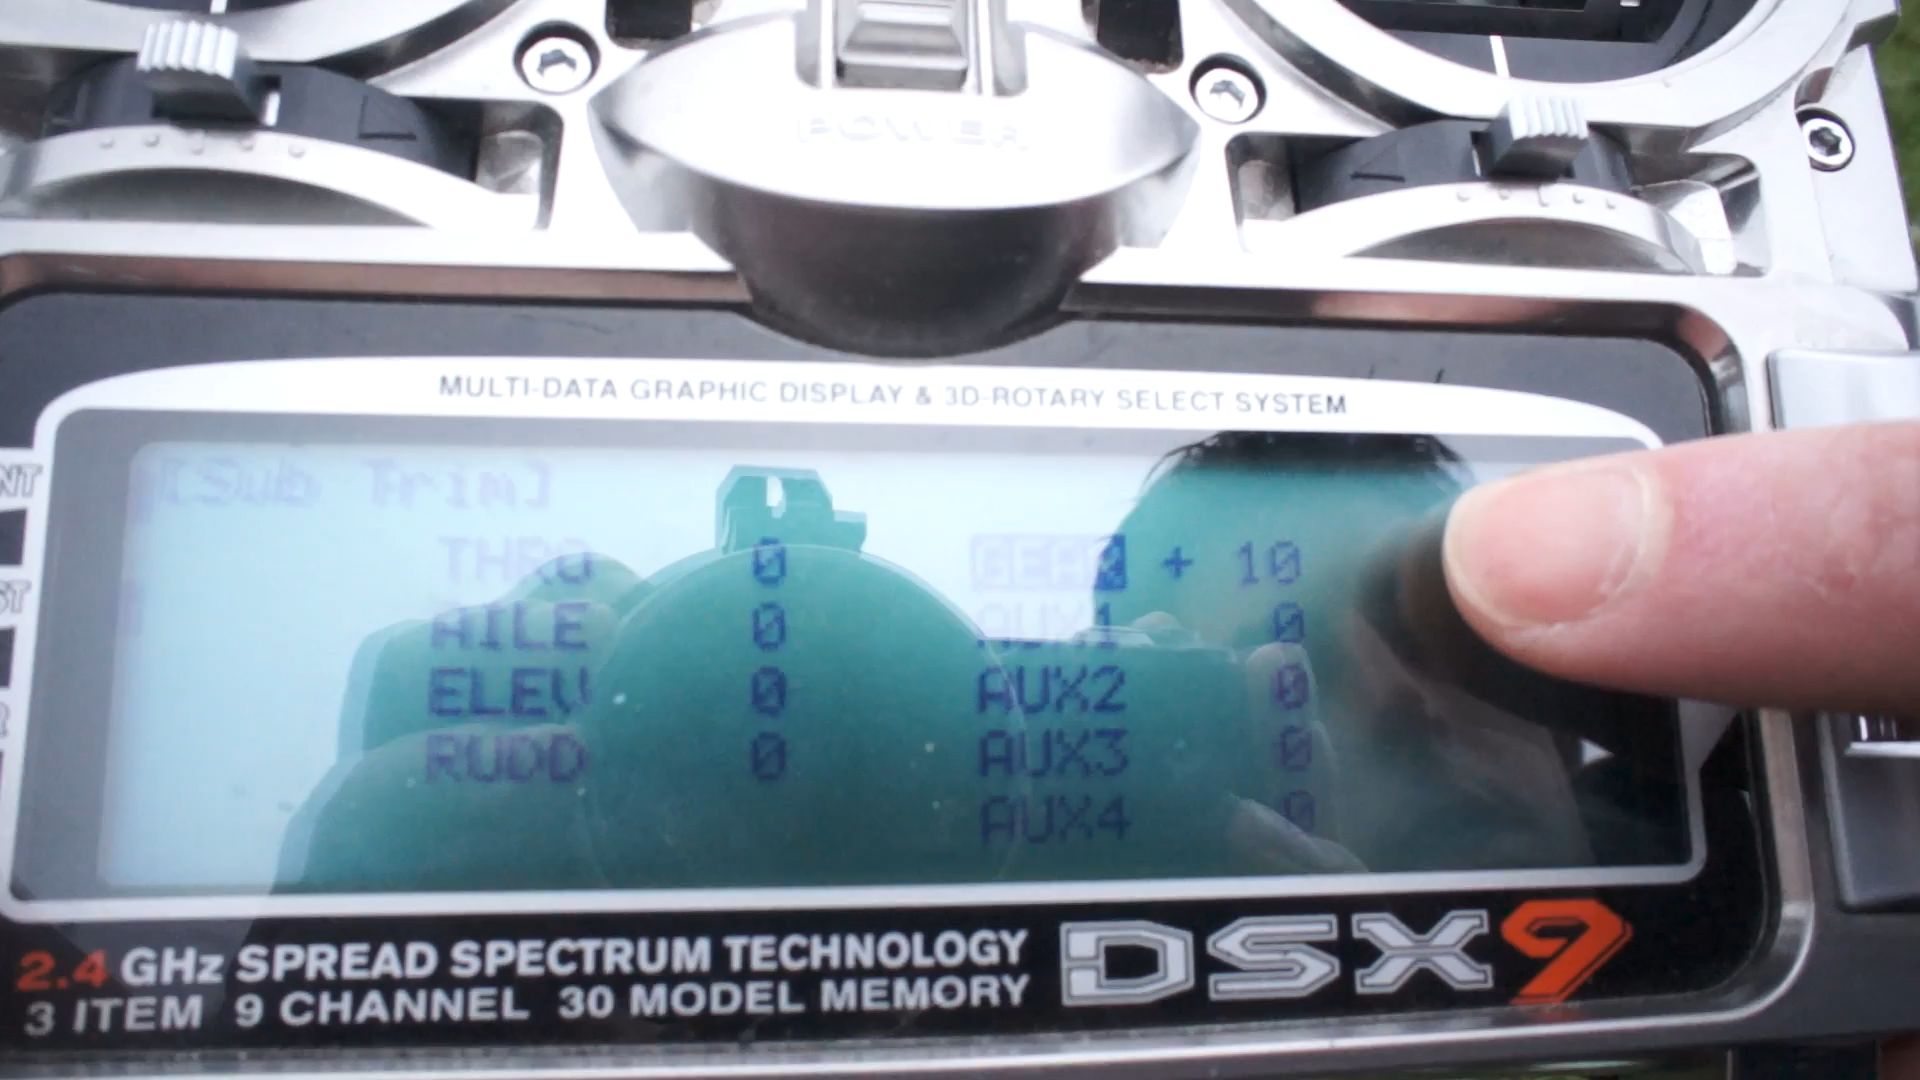 POWER
MULTI-DATA GRAPHIC DISPLAY & 3D-ROTARY SELECT SYSTEM
[Sub Trim]
THRO 0 GEAR + 10
AILE 0 AUX1 0
ELEV 0 AUX2 0
RUDD 0 AUX3 0
AUX4 0
2.4 GHz SPREAD SPECTRUM TECHNOLOGY
3 ITEM 9 CHANNEL 30 MODEL MEMORY
DSX9